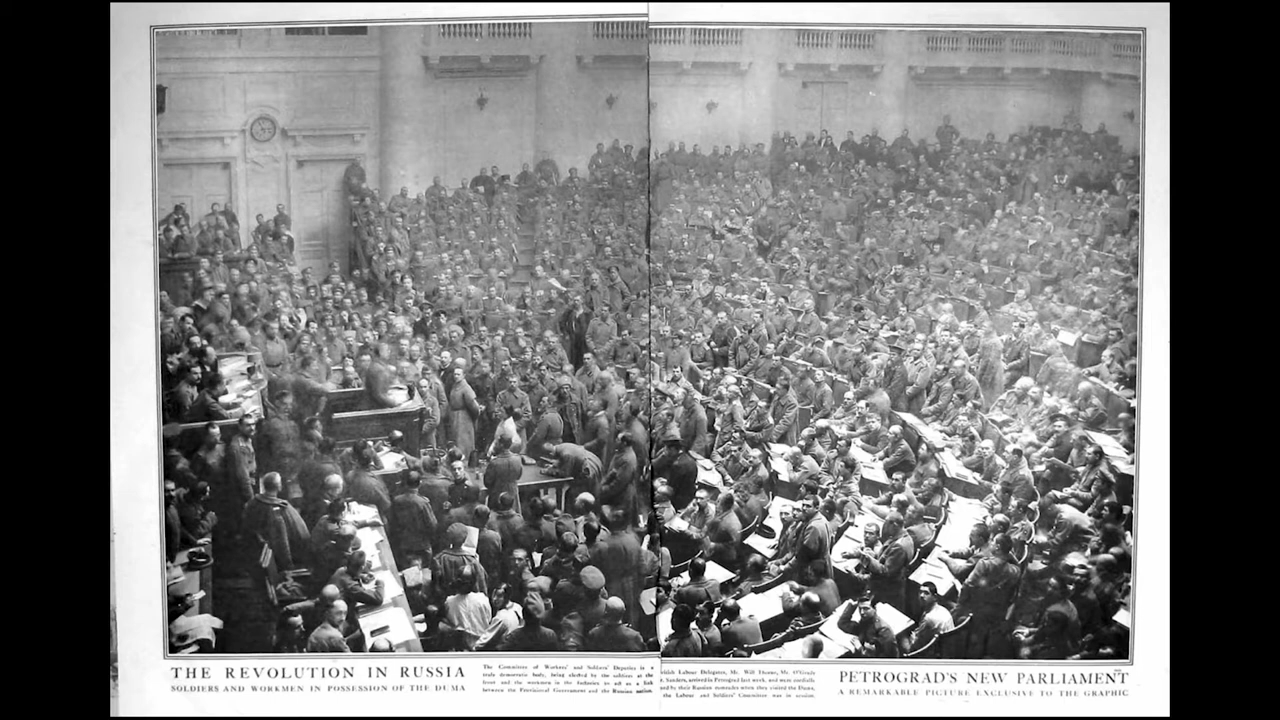 THE REVOLUTION IN RUSSIA
SOLDIERS AND WORKMEN IN POSSESSION OF THE DUMA
The Committee of Workers' and Soldiers' Deputies is a
truly democratic body, being elected by the soldiers at the
front and the workmen in the factories to act as a link
between the Provisional Government and the Russian nation.
Labour Delegates, Mr. Will Thorne, Mr. O'Grady
Sanders, arrived in Petrograd last week, and were cordially
by their Russian comrades when they visited the Duma,
the Labour and Soldiers' Committee was in session.
PETROGRAD'S NEW PARLIAMENT
A REMARKABLE PICTURE EXCLUSIVE TO THE GRAPHIC